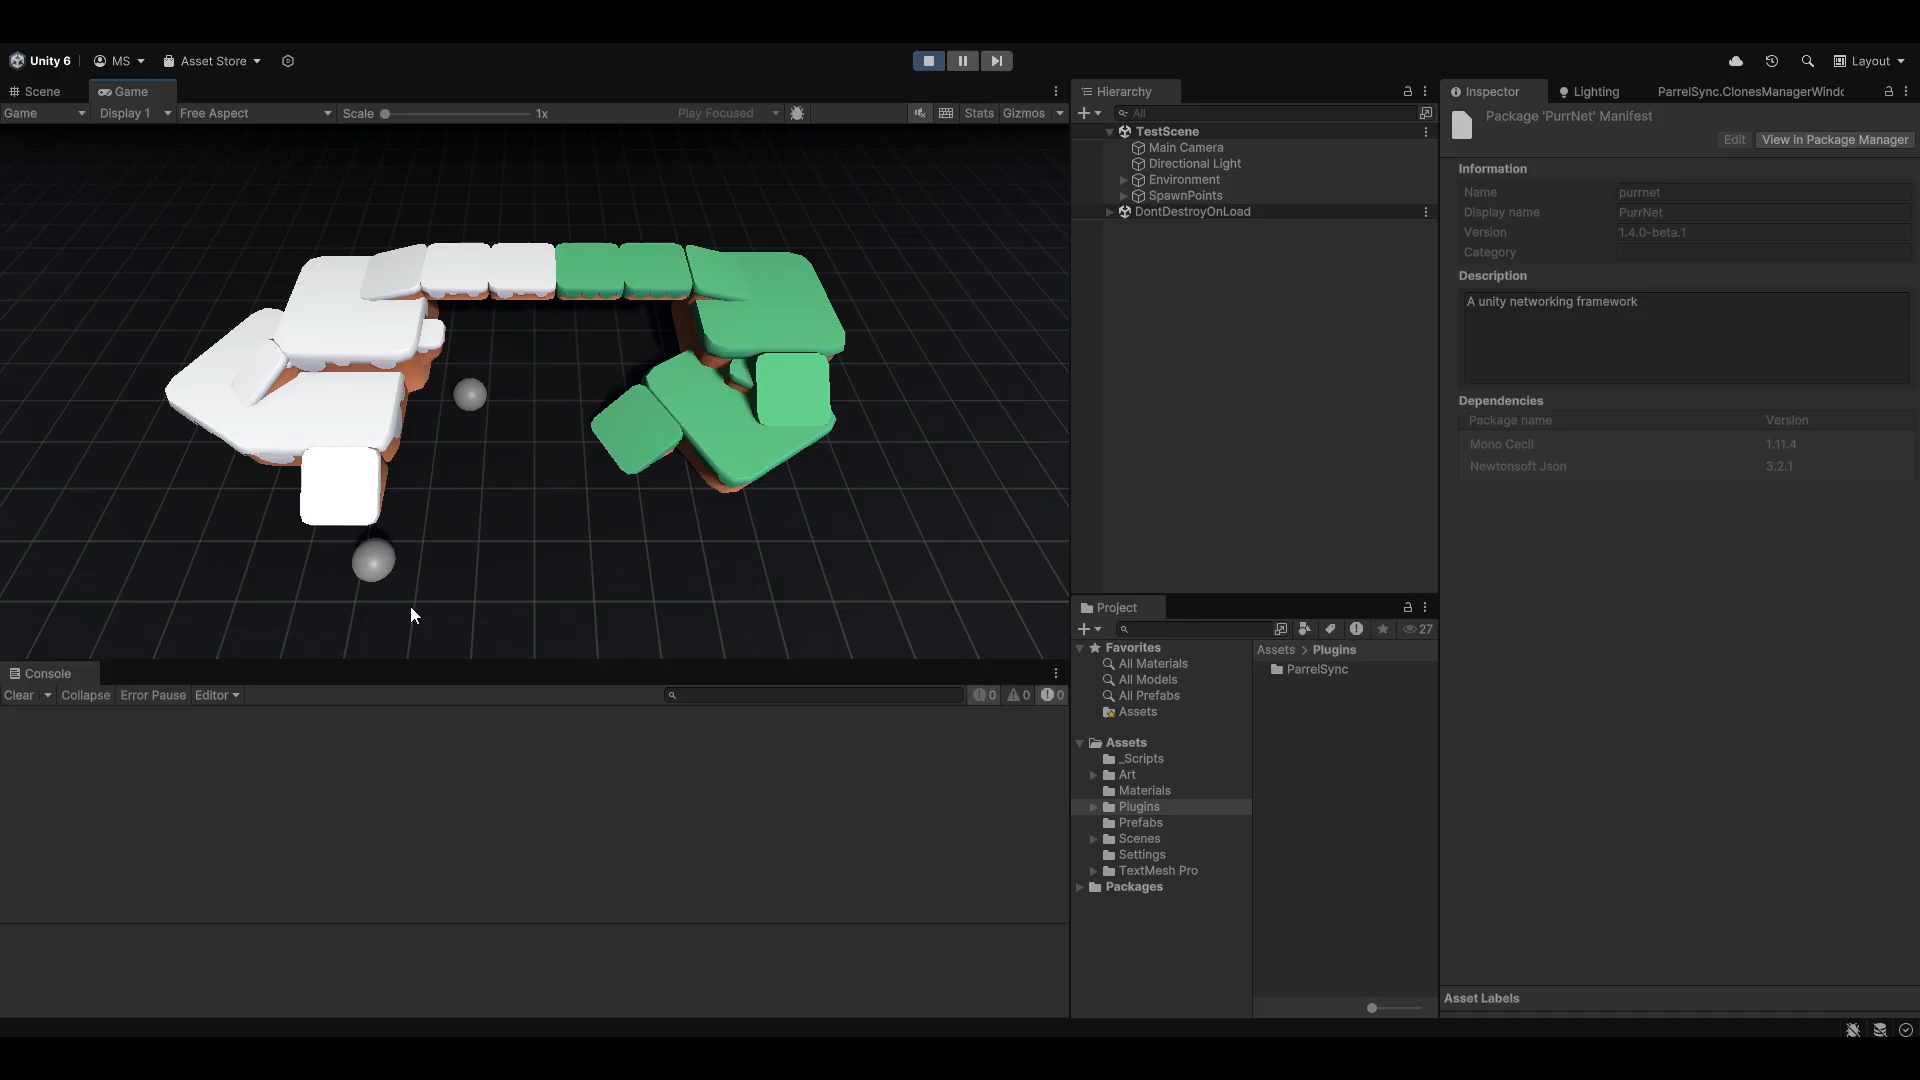 Unity 6 MS Asset Store Layout
Scene Game
Game Display 1 Free Aspect Scale 1x Play Focused Stats Gizmos
Hierarchy
All
TestScene
Main Camera
Directional Light
Environment
SpawnPoints
DontDestroyOnLoad
Inspector Lighting ParrelSync.ClonesManagerWindo
Package 'PurrNet' Manifest
Edit View in Package Manager
Information
Name purrnet
Display name PurrNet
Version 1.4.0-beta.1
Category
Description
A unity networking framework
Dependencies
Package name Version
Mono Cecil 1.11.4
Newtonsoft Json 3.2.1
Project
27
Favorites
All Materials
All Models
All Prefabs
Assets
Assets
_Scripts
Art
Materials
Plugins
Prefabs
Scenes
Settings
TextMesh Pro
Packages
Assets > Plugins
ParrelSync
Console
Clear Collapse Error Pause Editor 0 0 0
Asset Labels